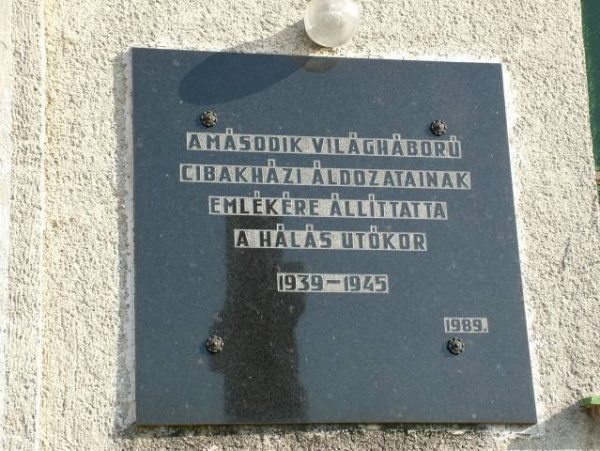 A MÁSODIK VILÁGHÁBORÚ
CIBAKHÁZI ÁLDOZATAINAK
EMLÉKÉRE ÁLLÍTTATTA
A HÁLÁS UTÓKOR
1939-1945
1989.